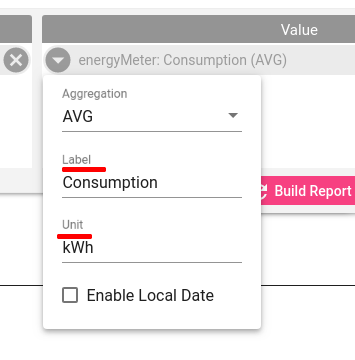 Value
energyMeter: Consumption (AVG)
Aggregation
AVG
Label
Consumption
Unit
kWh
Enable Local Date
Build Report